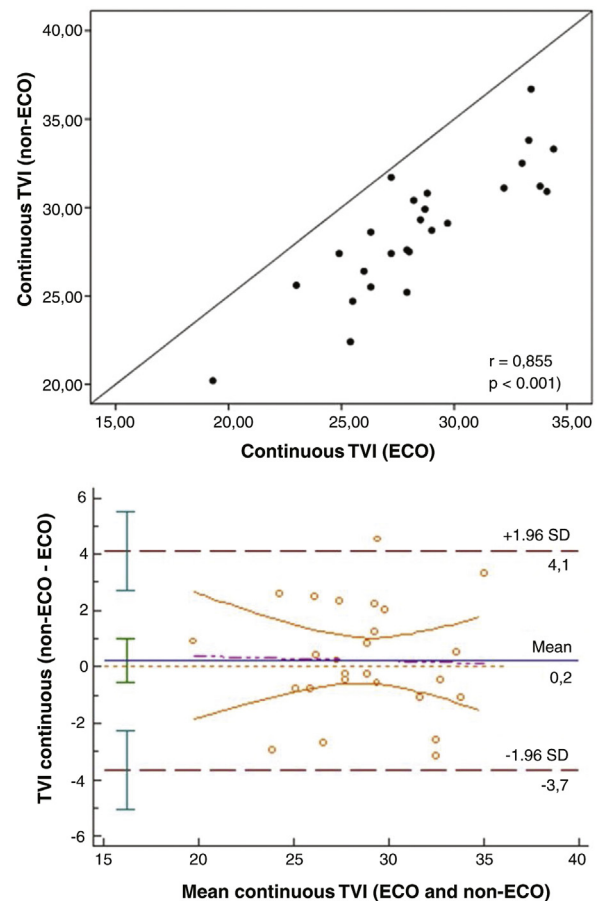 40,00
35,00
30,00
25,00
20,00
Continuous TVI (non-ECO)
r = 0,855
p < 0.001)
15,00 20,00 25,00 30,00 35,00
Continuous TVI (ECO)
6
4
2
0
-2
-4
-6
TVI continuous (non-ECO - ECO)
+1.96 SD
4,1
Mean
0,2
-1.96 SD
-3,7
15 20 25 30 35 40
Mean continuous TVI (ECO and non-ECO)